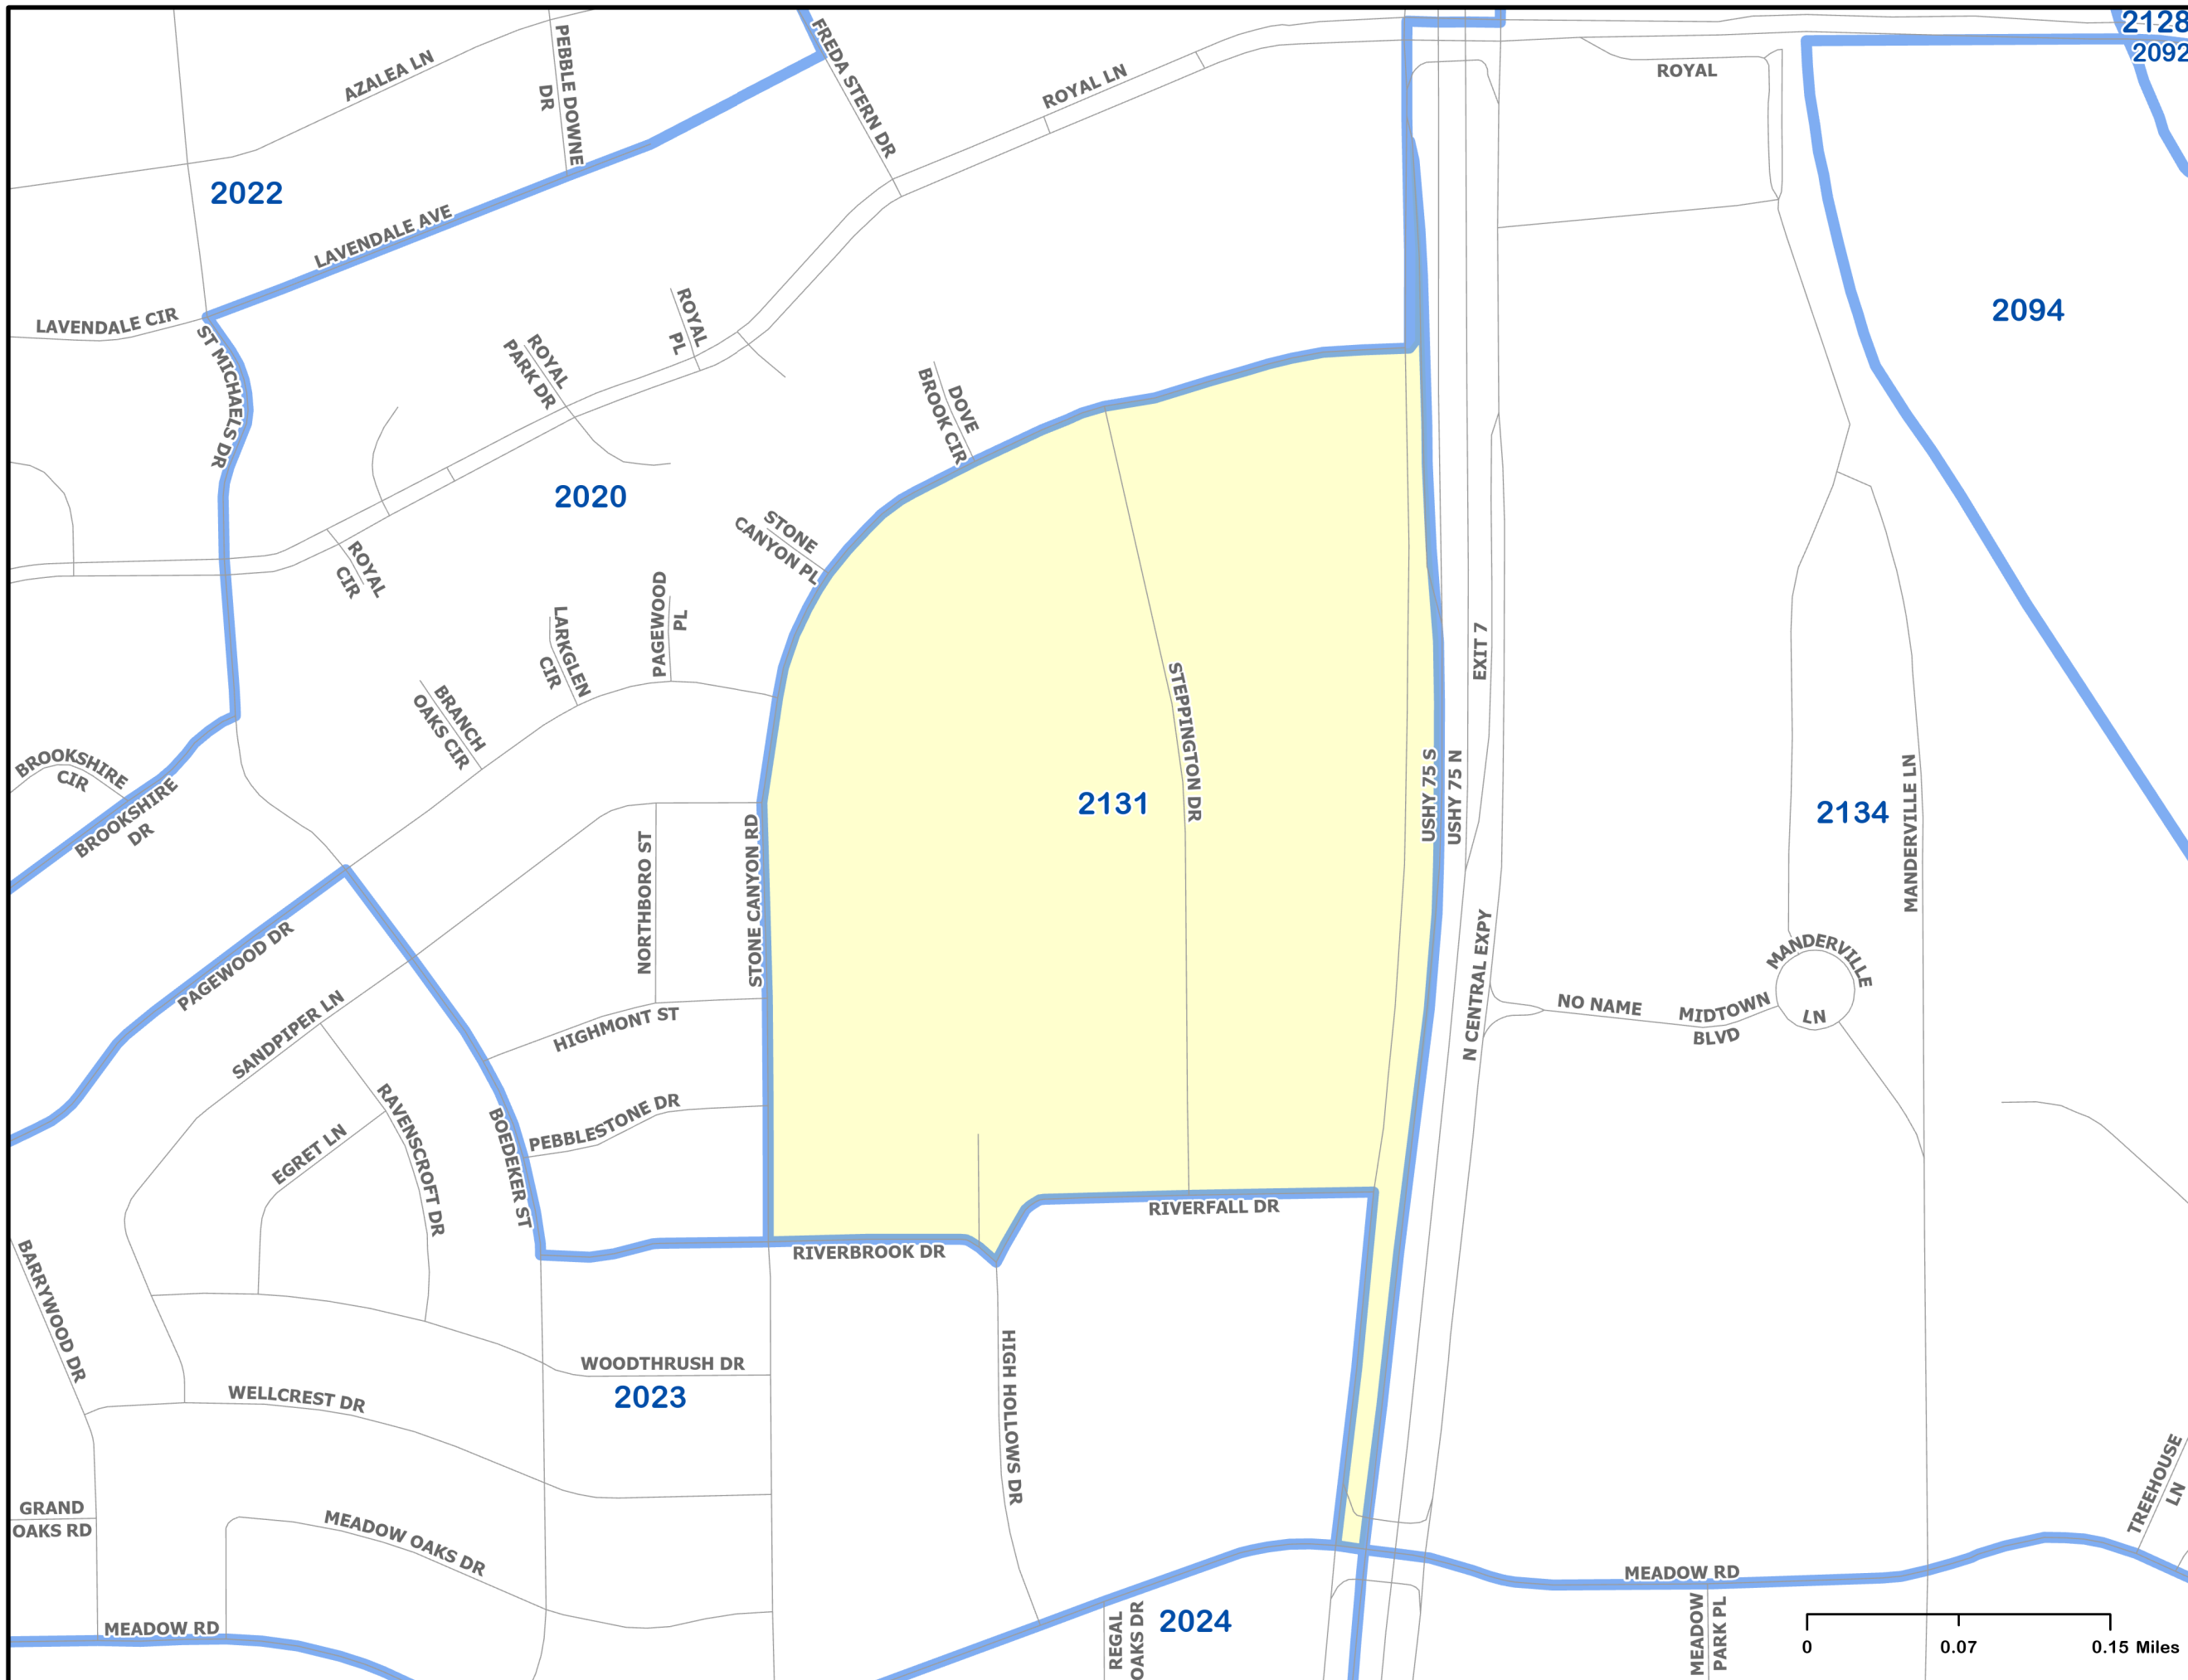 2128
2092
FREDA STERN DR
PEBBLE DOWNE
DR
AZALEA LN
ROYAL LN
ROYAL
2022
LAVENDALE AVE
2094
LAVENDALE CIR
ST MICHAELS DR
ROYAL
PL
ROYAL
PARK DR
DOVE
BROOK CIR
2020
STONE
CANYON PL
ROYAL
CIR
PAGEWOOD
PL
LARKGLEN
CIR
EXIT 7
BRANCH
OAKS CIR
STEPPINGTON DR
BROOKSHIRE
CIR
BROOKSHIRE
DR
2131
USHY 75 S
USHY 75 N
2134
MANDERVILLE LN
NORTHBORO ST
STONE CANYON RD
PAGEWOOD DR
N CENTRAL EXPY
MANDERVILLE
LN
NO NAME
MIDTOWN
BLVD
SANDPIPER LN
HIGHMONT ST
RAVENSCROFT DR
PEBBLESTONE DR
BOEDEKER ST
EGRET LN
RIVERFALL DR
RIVERBROOK DR
BARRYWOOD DR
WOODTHRUSH DR
2023
HIGH HOLLOWS DR
WELLCREST DR
TREEHOUSE
LN
GRAND
OAKS RD
MEADOW OAKS DR
MEADOW RD
MEADOW RD
2024
REGAL
OAKS DR
MEADOW
PARK PL
0
0.07
0.15 Miles